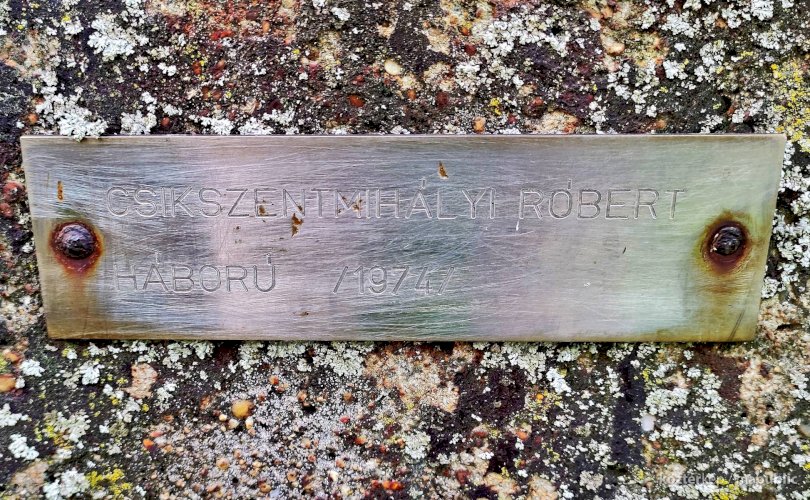 CSIKSZENTMIHÁLYI RÓBERT
HÁBORÚ /1974/